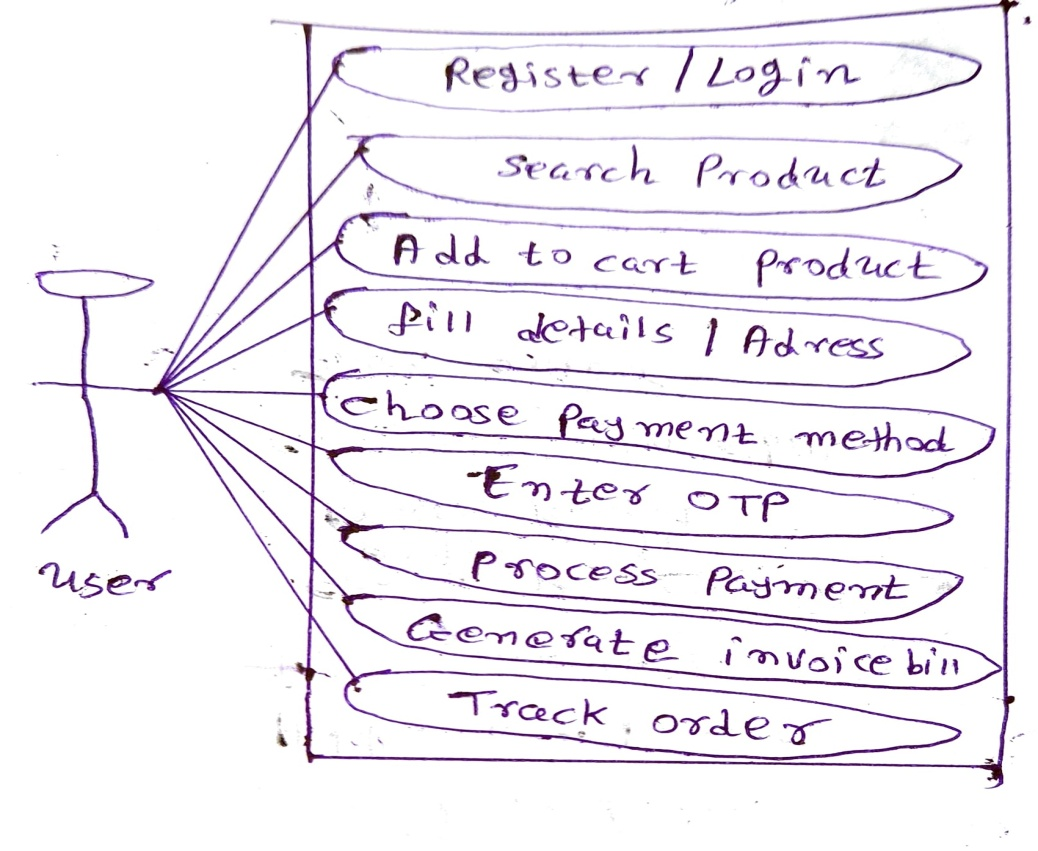 Register / Login
Search Product
Add to cart Product
fill details / Adress
choose Payment method
Enter OTP
Process Payment
Generate invoice bill
Track order
user